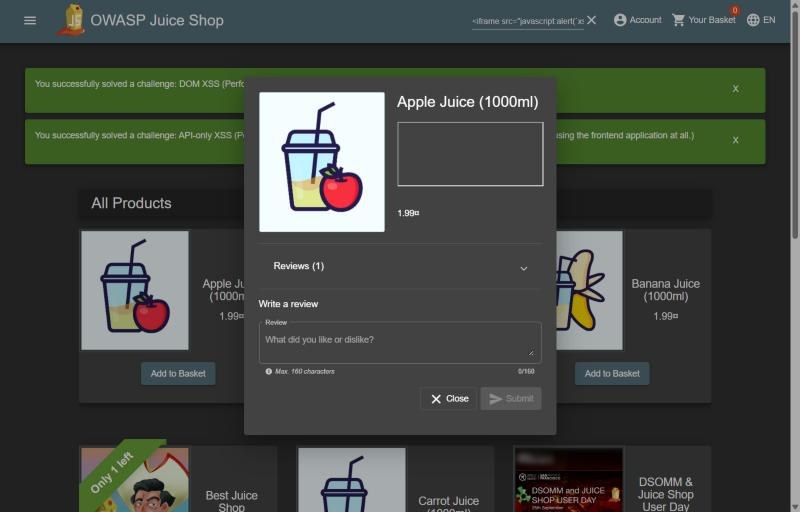 OWASP Juice Shop
<iframe src="javascript:alert(`xs
Account
Your Basket
0
EN
You successfully solved a challenge: DOM XSS (Perfo
X
You successfully solved a challenge: API-only XSS (Pe
using the frontend application at all.)
X
Apple Juice (1000ml)
1.99¤
Reviews (1)
Write a review
Review
What did you like or dislike?
Max. 160 characters
0/160
Close
Submit
All Products
Apple Ju
(1000m
1.99¤
Add to Basket
Banana Juice
(1000ml)
1.99¤
Add to Basket
Only 1 left
Best Juice
Shop
Carrot Juice
(1000ml)
DSOMM and JUICE
SHOP USER DAY
DSOMM &
Juice Shop
User Day